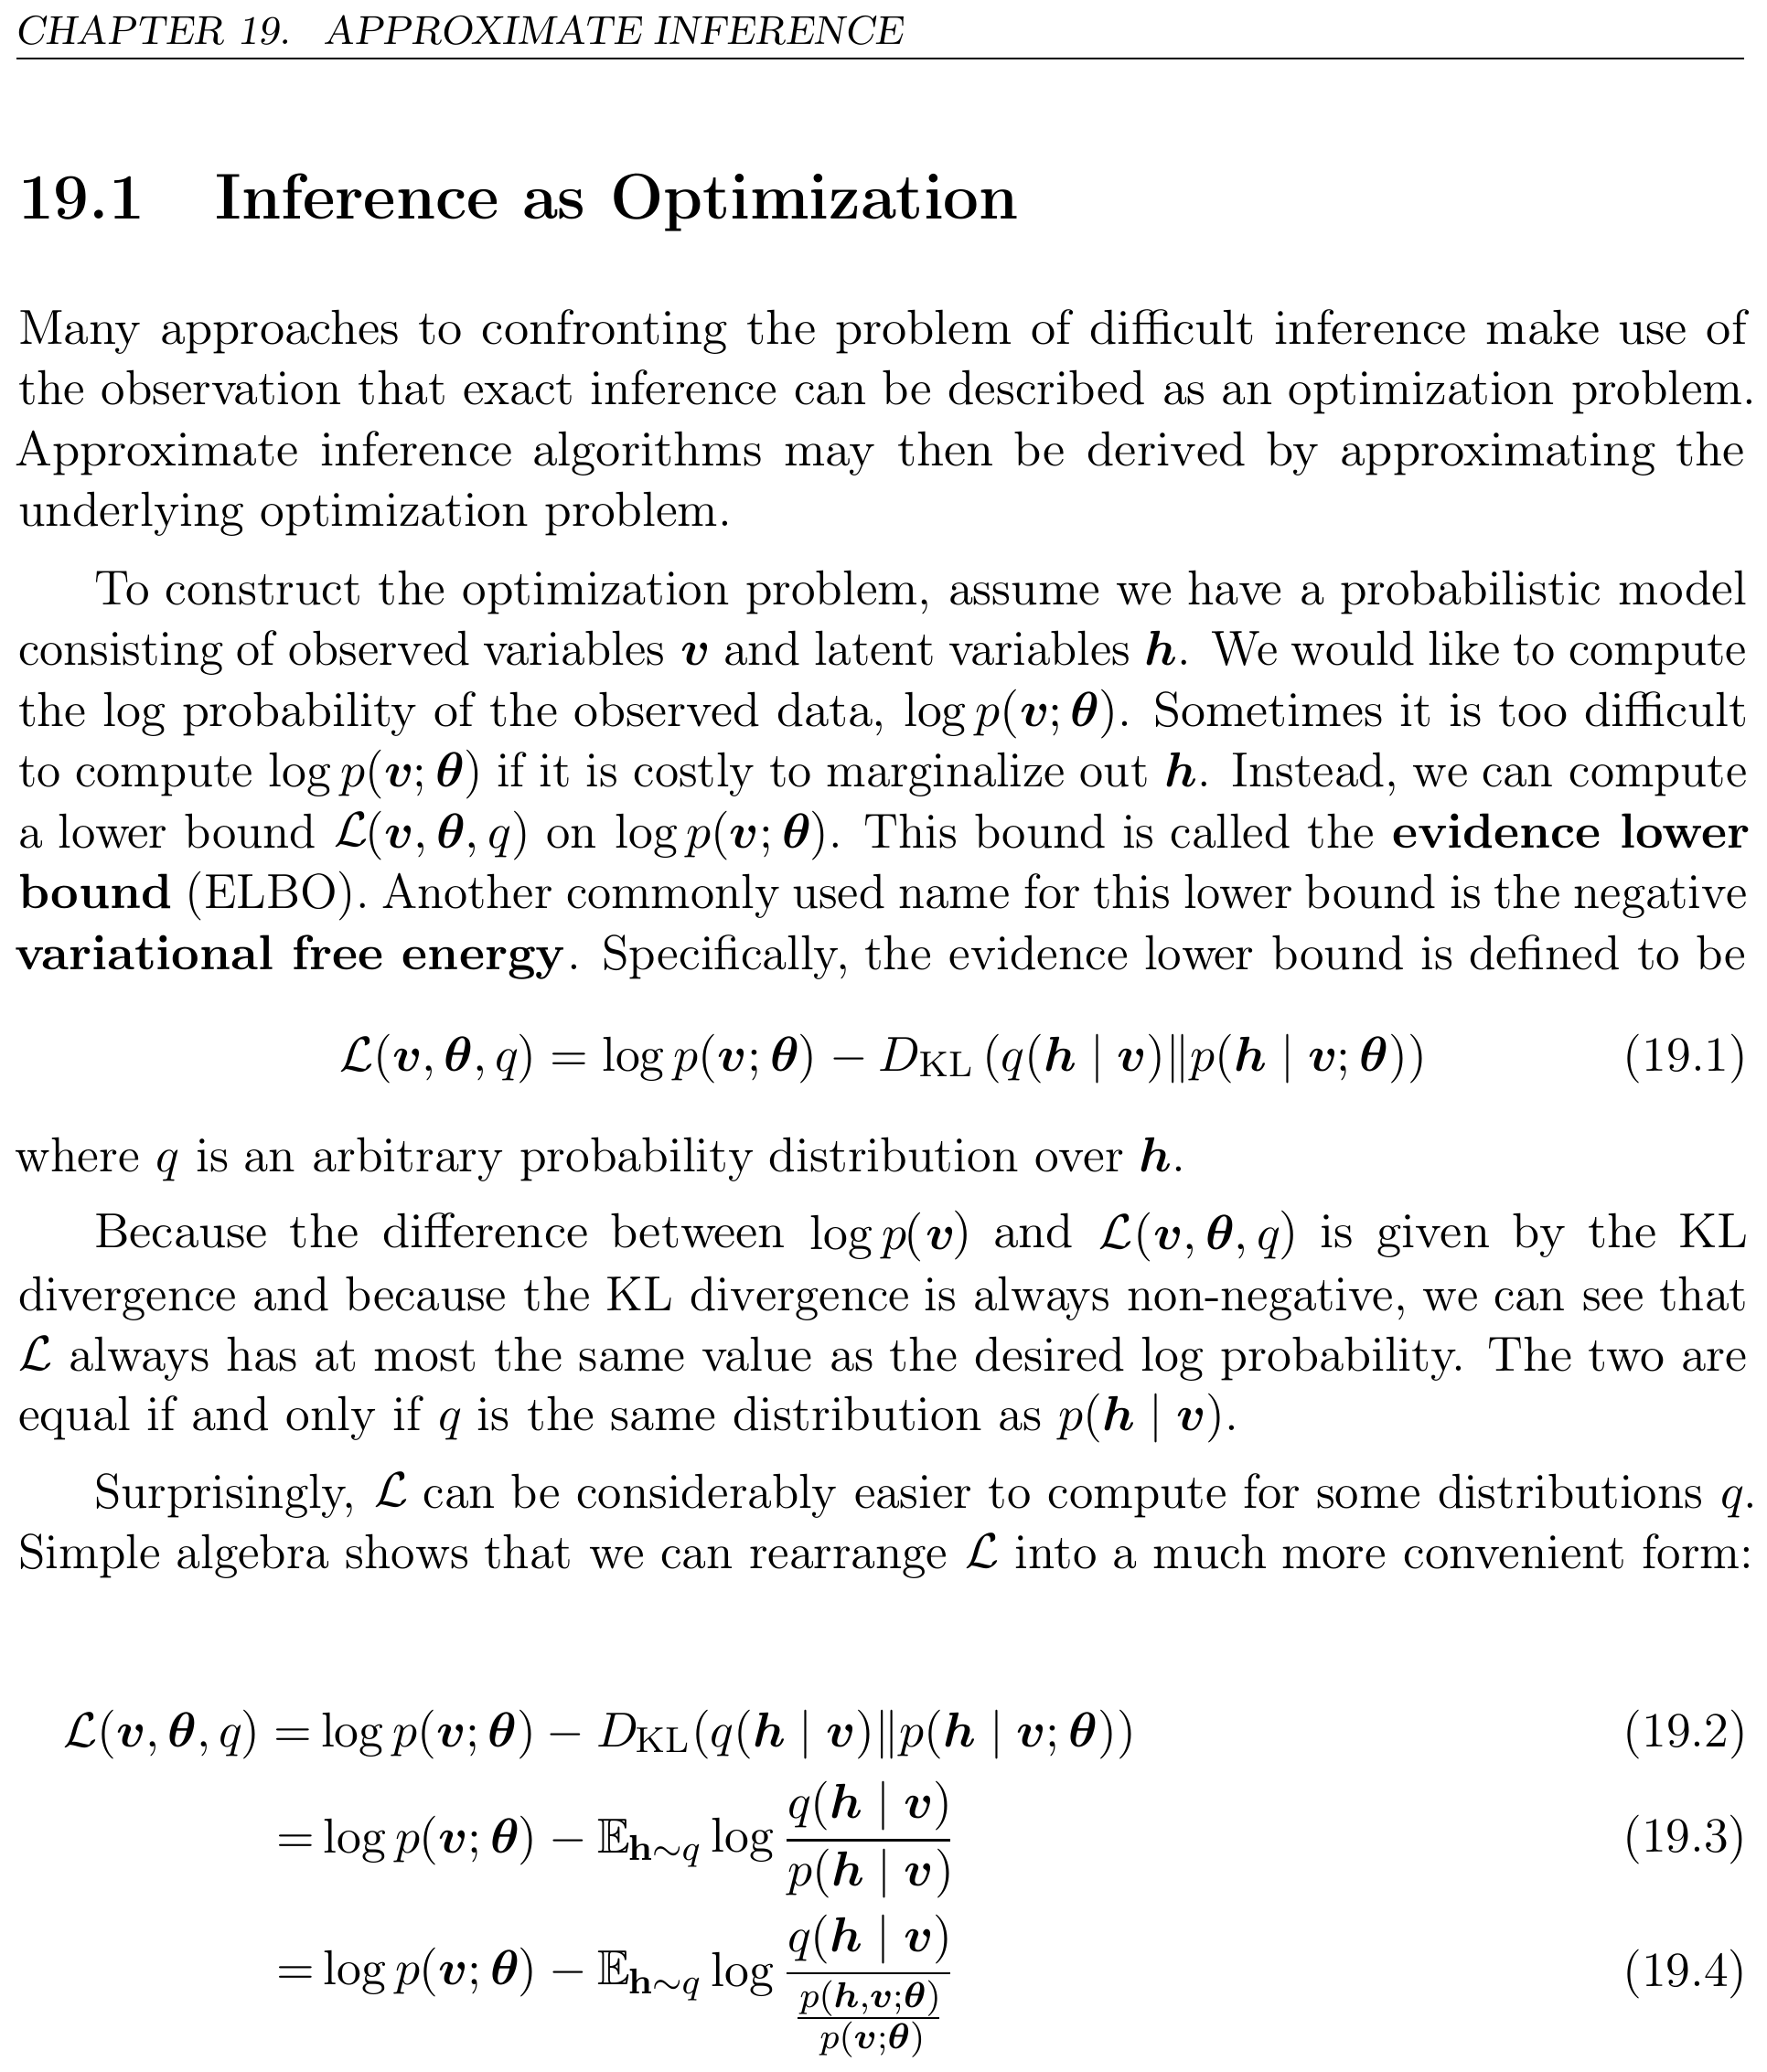 CHAPTER 19. APPROXIMATE INFERENCE
19.1 Inference as Optimization
Many approaches to confronting the problem of difficult inference make use of
the observation that exact inference can be described as an optimization problem.
Approximate inference algorithms may then be derived by approximating the
underlying optimization problem.
To construct the optimization problem, assume we have a probabilistic model
consisting of observed variables v and latent variables h. We would like to compute
the log probability of the observed data, log p(v; θ). Sometimes it is too difficult
to compute log p(v; θ) if it is costly to marginalize out h. Instead, we can compute
a lower bound ℒ(v, θ, q) on log p(v; θ). This bound is called the evidence lower
bound (ELBO). Another commonly used name for this lower bound is the negative
variational free energy. Specifically, the evidence lower bound is defined to be
ℒ(v, θ, q) = log p(v; θ) − D_KL (q(h | v)‖p(h | v; θ)) (19.1)
where q is an arbitrary probability distribution over h.
Because the difference between log p(v) and ℒ(v, θ, q) is given by the KL
divergence and because the KL divergence is always non-negative, we can see that
ℒ always has at most the same value as the desired log probability. The two are
equal if and only if q is the same distribution as p(h | v).
Surprisingly, ℒ can be considerably easier to compute for some distributions q.
Simple algebra shows that we can rearrange ℒ into a much more convenient form:
ℒ(v, θ, q) = log p(v; θ) − D_KL(q(h | v)‖p(h | v; θ)) (19.2)
= log p(v; θ) − 𝔼_{h∼q} log \frac{q(h | v)}{p(h | v)} (19.3)
= log p(v; θ) − 𝔼_{h∼q} log \frac{q(h | v)}{\frac{p(h,v;θ)}{p(v;θ)}} (19.4)